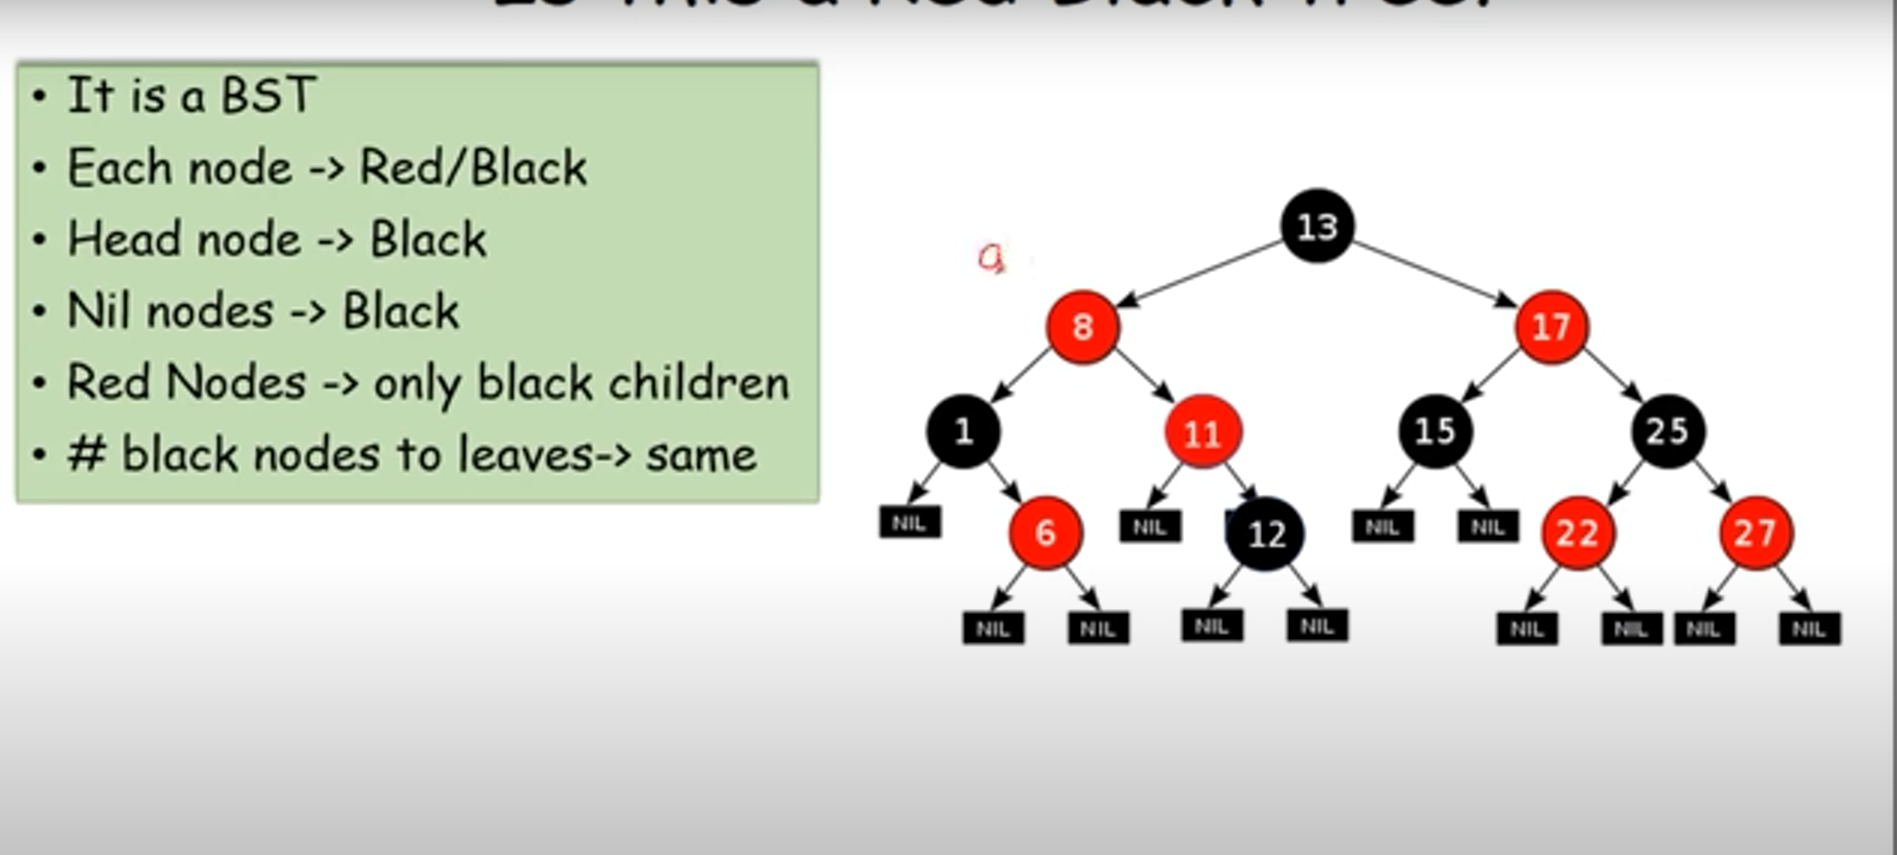 • It is a BST
• Each node -> Red/Black
• Head node -> Black
• Nil nodes -> Black
• Red Nodes -> only black children
• # black nodes to leaves-> same
13
a
8
17
1
11
15
25
NIL
6
NIL
12
NIL
NIL
22
27
NIL
NIL
NIL
NIL
NIL
NIL
NIL
NIL